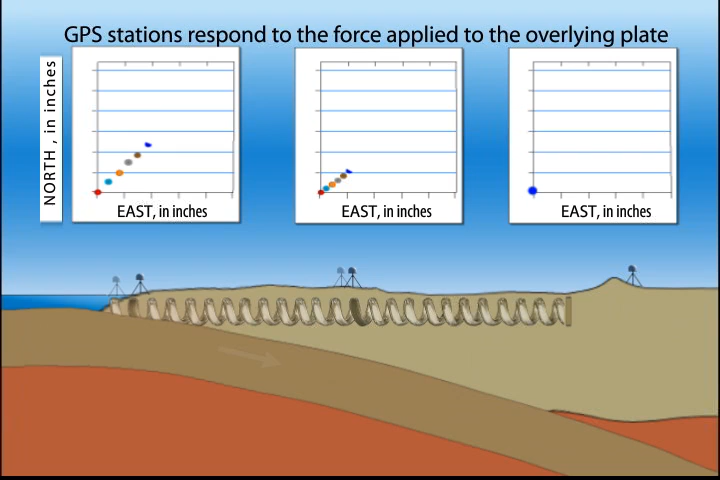 GPS stations respond to the force applied to the overlying plate
NORTH , in inches
EAST, in inches
EAST, in inches
EAST, in inches